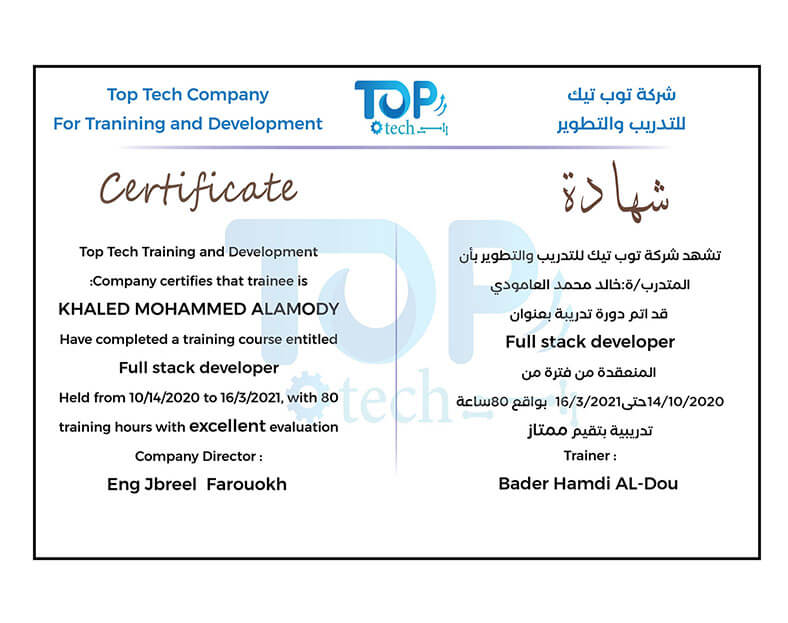 Top Tech Company
For Tranining and Development
TOP
tech
شركة توب تيك
للتدريب والتطوير
Certificate
Top Tech Training and Development
:Company certifies that trainee is
KHALED MOHAMMED ALAMODY
Have completed a training course entitled
Full stack developer
Held from 10/14/2020 to 16/3/2021, with 80
training hours with excellent evaluation
Company Director :
Eng Jbreel Farouokh
شهادة
تشهد شركة توب تيك للتدريب والتطوير بأن
المتدرب/ة:خالد محمد العامودي
قد اتم دورة تدريبة بعنوان
Full stack developer
المنعقدة من فترة من
14/10/2020حتى16/3/2021 بواقع 80ساعة
تدريبية بتقيم ممتاز
Trainer :
Bader Hamdi AL-Dou
TOP
tech